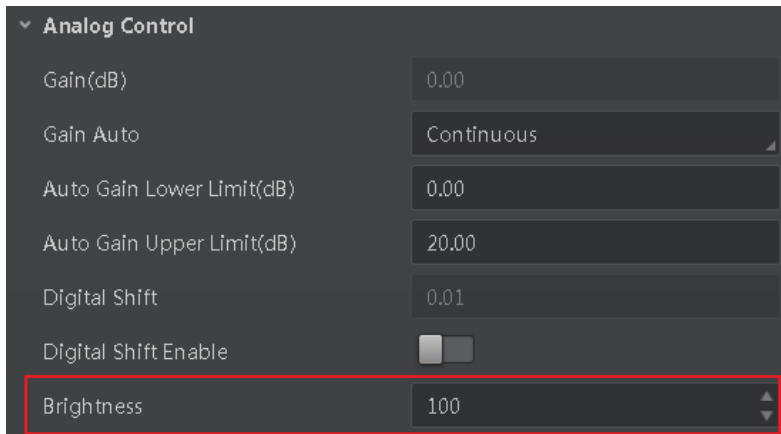 Analog Control
Gain(dB) 0.00
Gain Auto Continuous
Auto Gain Lower Limit(dB) 0.00
Auto Gain Upper Limit(dB) 20.00
Digital Shift 0.01
Digital Shift Enable
Brightness 100